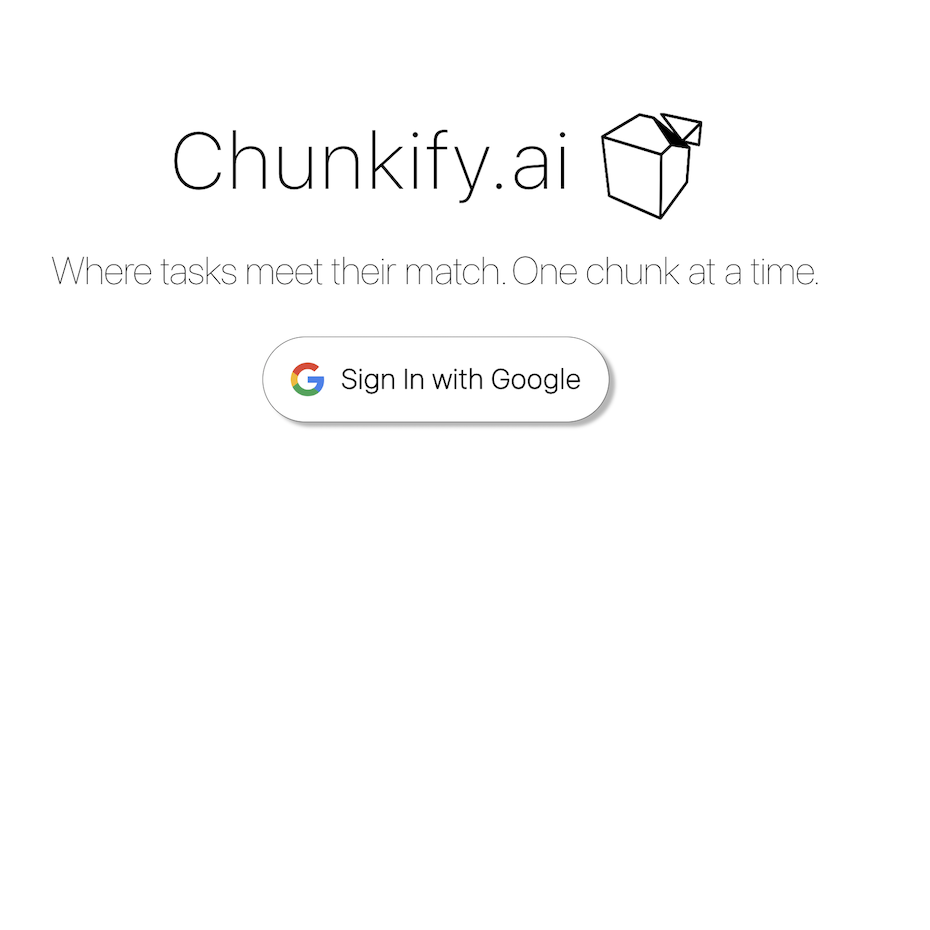 Chunkify.ai
Where tasks meet their match. One chunk at a time.
Sign In with Google